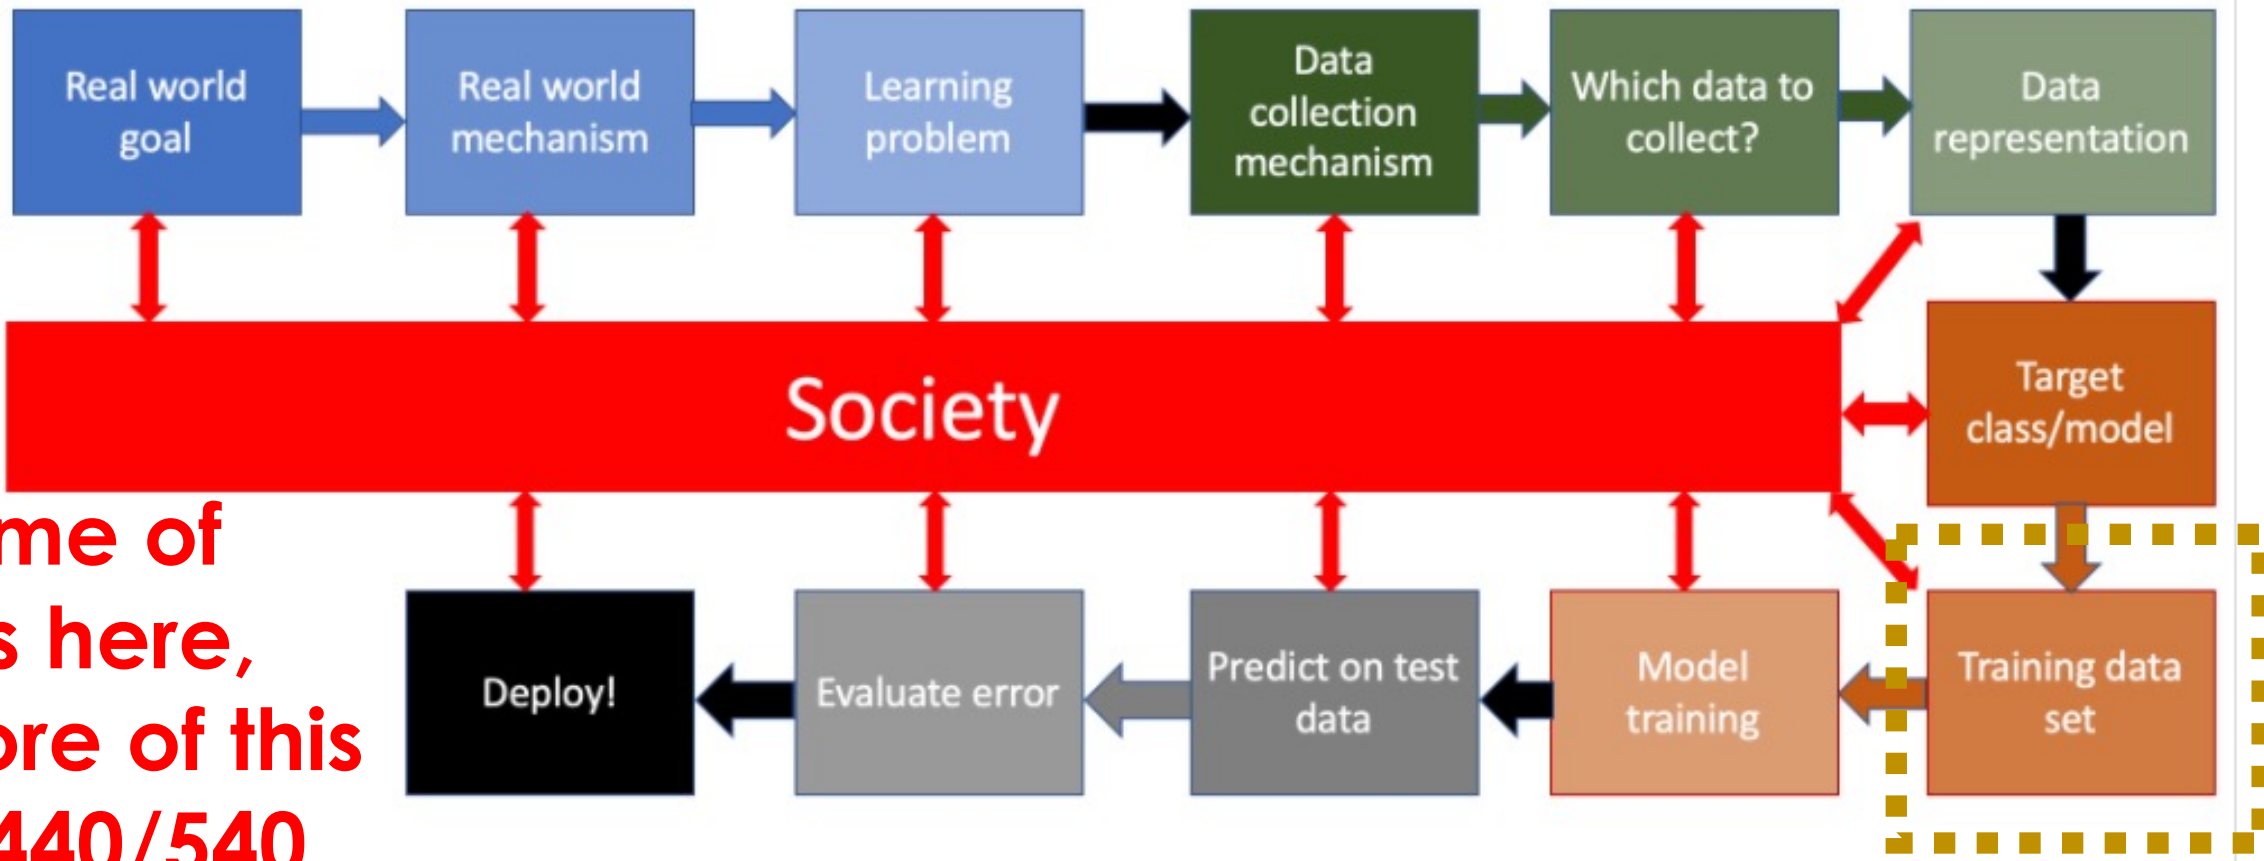 Real world
goal
Real world
mechanism
Learning
problem
Data
collection
mechanism
Which data to
collect?
Data
representation
Society
Target
class/model
me of
s here,
ore of this
440/540
Deploy!
Evaluate error
Predict on test
data
Model
training
Training data
set